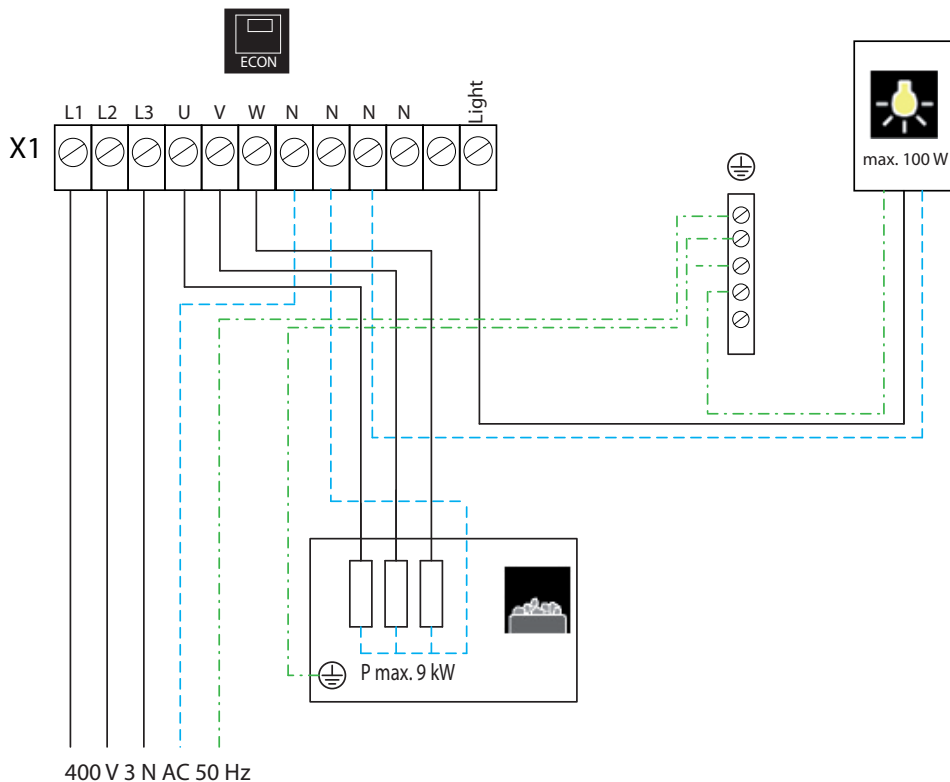 ECON
L1 L2 L3 U V W N N N N Light
X1
max. 100 W
P max. 9 kW
400 V 3 N AC 50 Hz